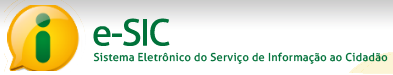 i e-SIC
Sistema Eletrônico do Serviço de Informação ao Cidadão